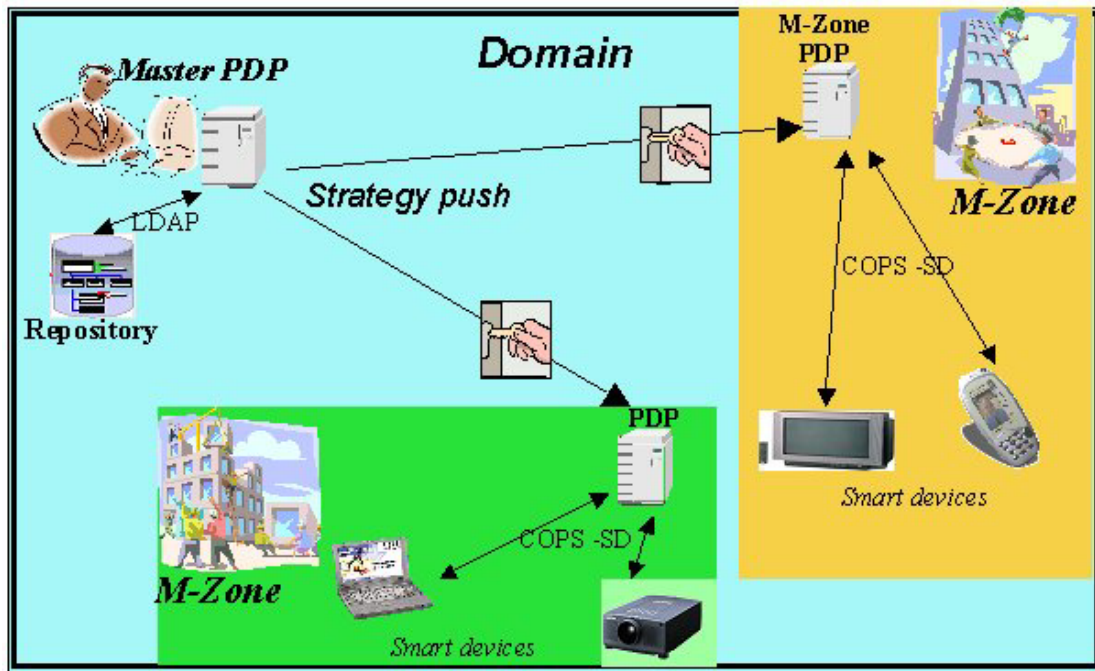 Domain
M-Zone
PDP
Master PDP
M-Zone
Strategy push
LDAP
COPS -SD
Repository
PDP
Smart devices
COPS -SD
M-Zone
Smart devices